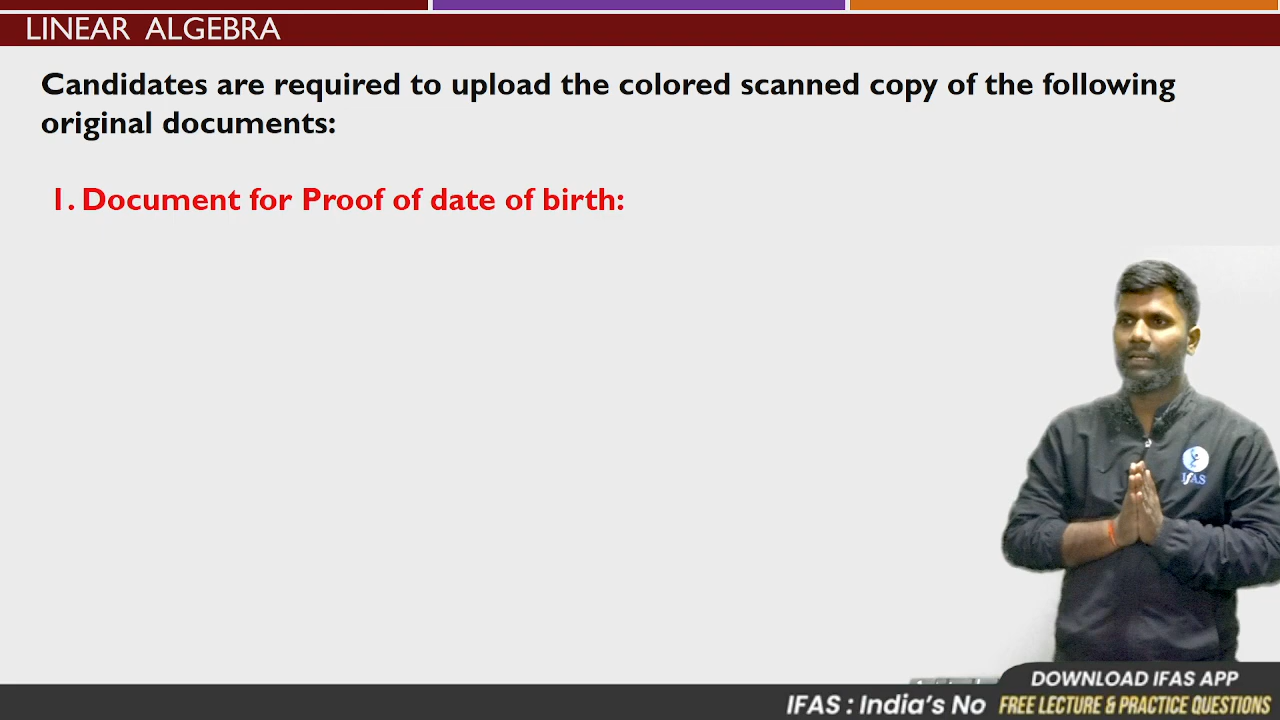 LINEAR ALGEBRA
Candidates are required to upload the colored scanned copy of the following
original documents:
1. Document for Proof of date of birth:
IFAS
DOWNLOAD IFAS APP
IFAS : India's No
FREE LECTURE & PRACTICE QUESTIONS